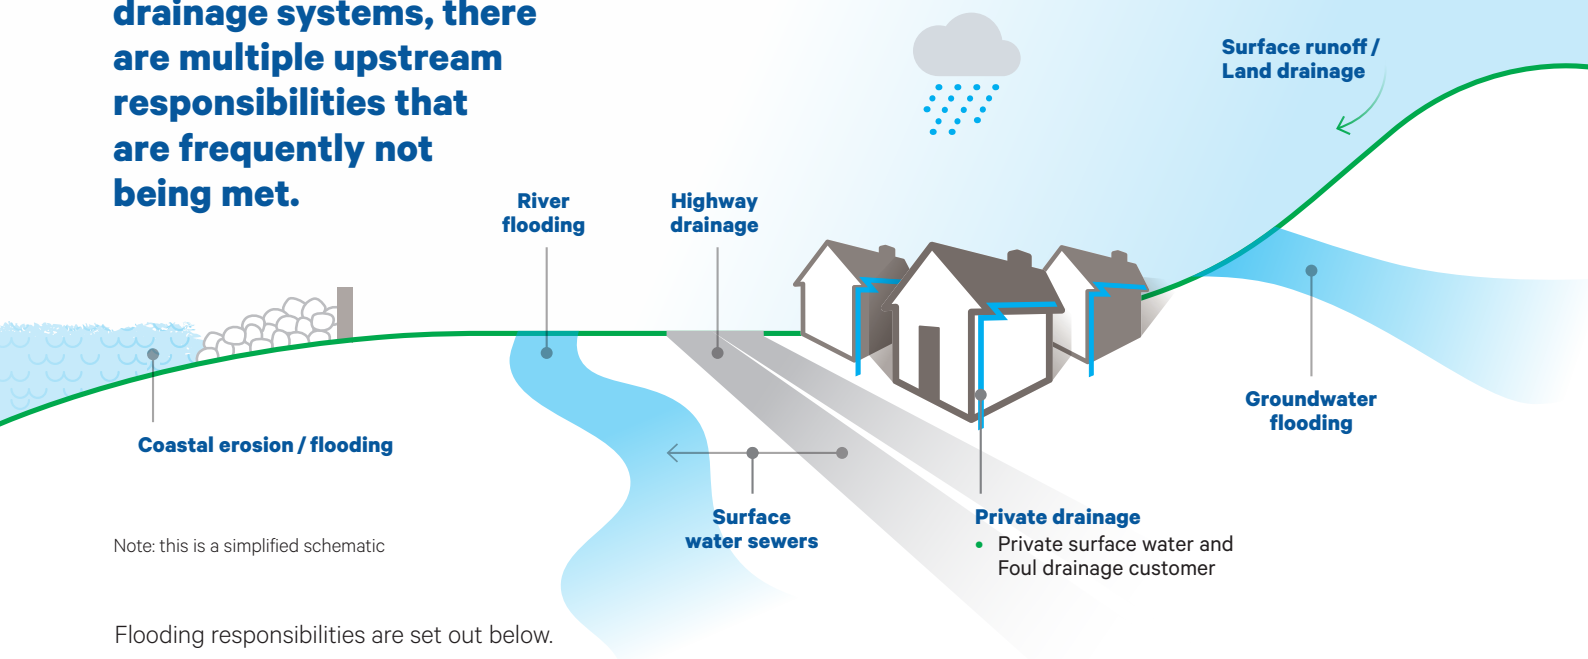 drainage systems, there
are multiple upstream
responsibilities that
are frequently not
being met.
Surface runoff /
Land drainage
River
flooding
Highway
drainage
Coastal erosion / flooding
Groundwater
flooding
Surface
water sewers
Private drainage
• Private surface water and
Foul drainage customer
Note: this is a simplified schematic
Flooding responsibilities are set out below.